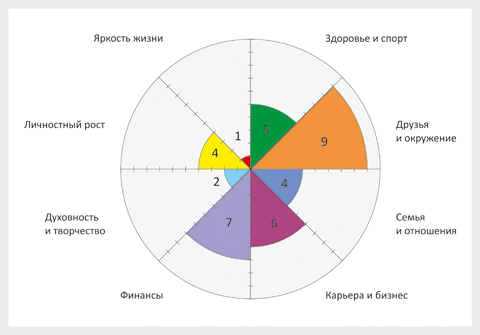 Яркость жизни
Здоровье и спорт
Личностный рост
Друзья
и окружение
1
5
4
9
2
4
7
6
Духовность
и творчество
Семья
и отношения
Финансы
Карьера и бизнес